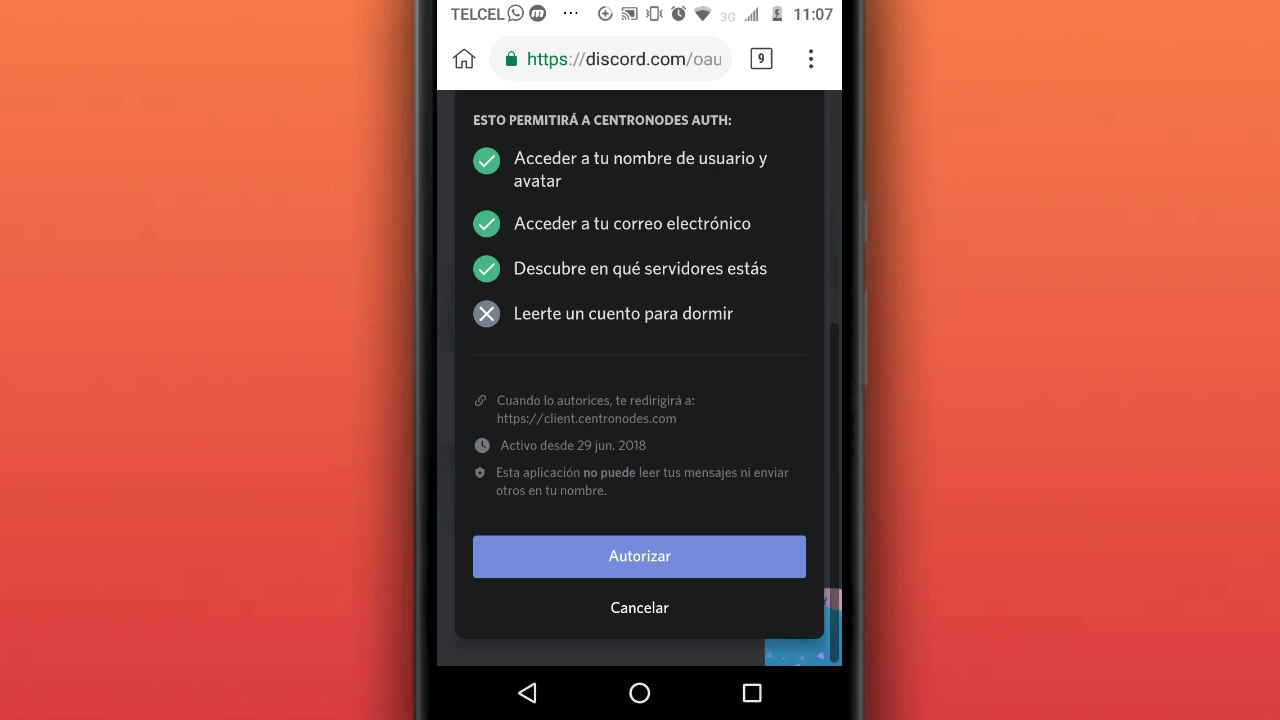 TELCEL ... 3G 11:07
https://discord.com/oau 9
ESTO PERMITIRÁ A CENTRONODES AUTH:
Acceder a tu nombre de usuario y
avatar
Acceder a tu correo electrónico
Descubre en qué servidores estás
Leerte un cuento para dormir
Cuando lo autorices, te redirigirá a:
https://client.centronodes.com
Activo desde 29 jun. 2018
Esta aplicación no puede leer tus mensajes ni enviar
otros en tu nombre.
Autorizar
Cancelar